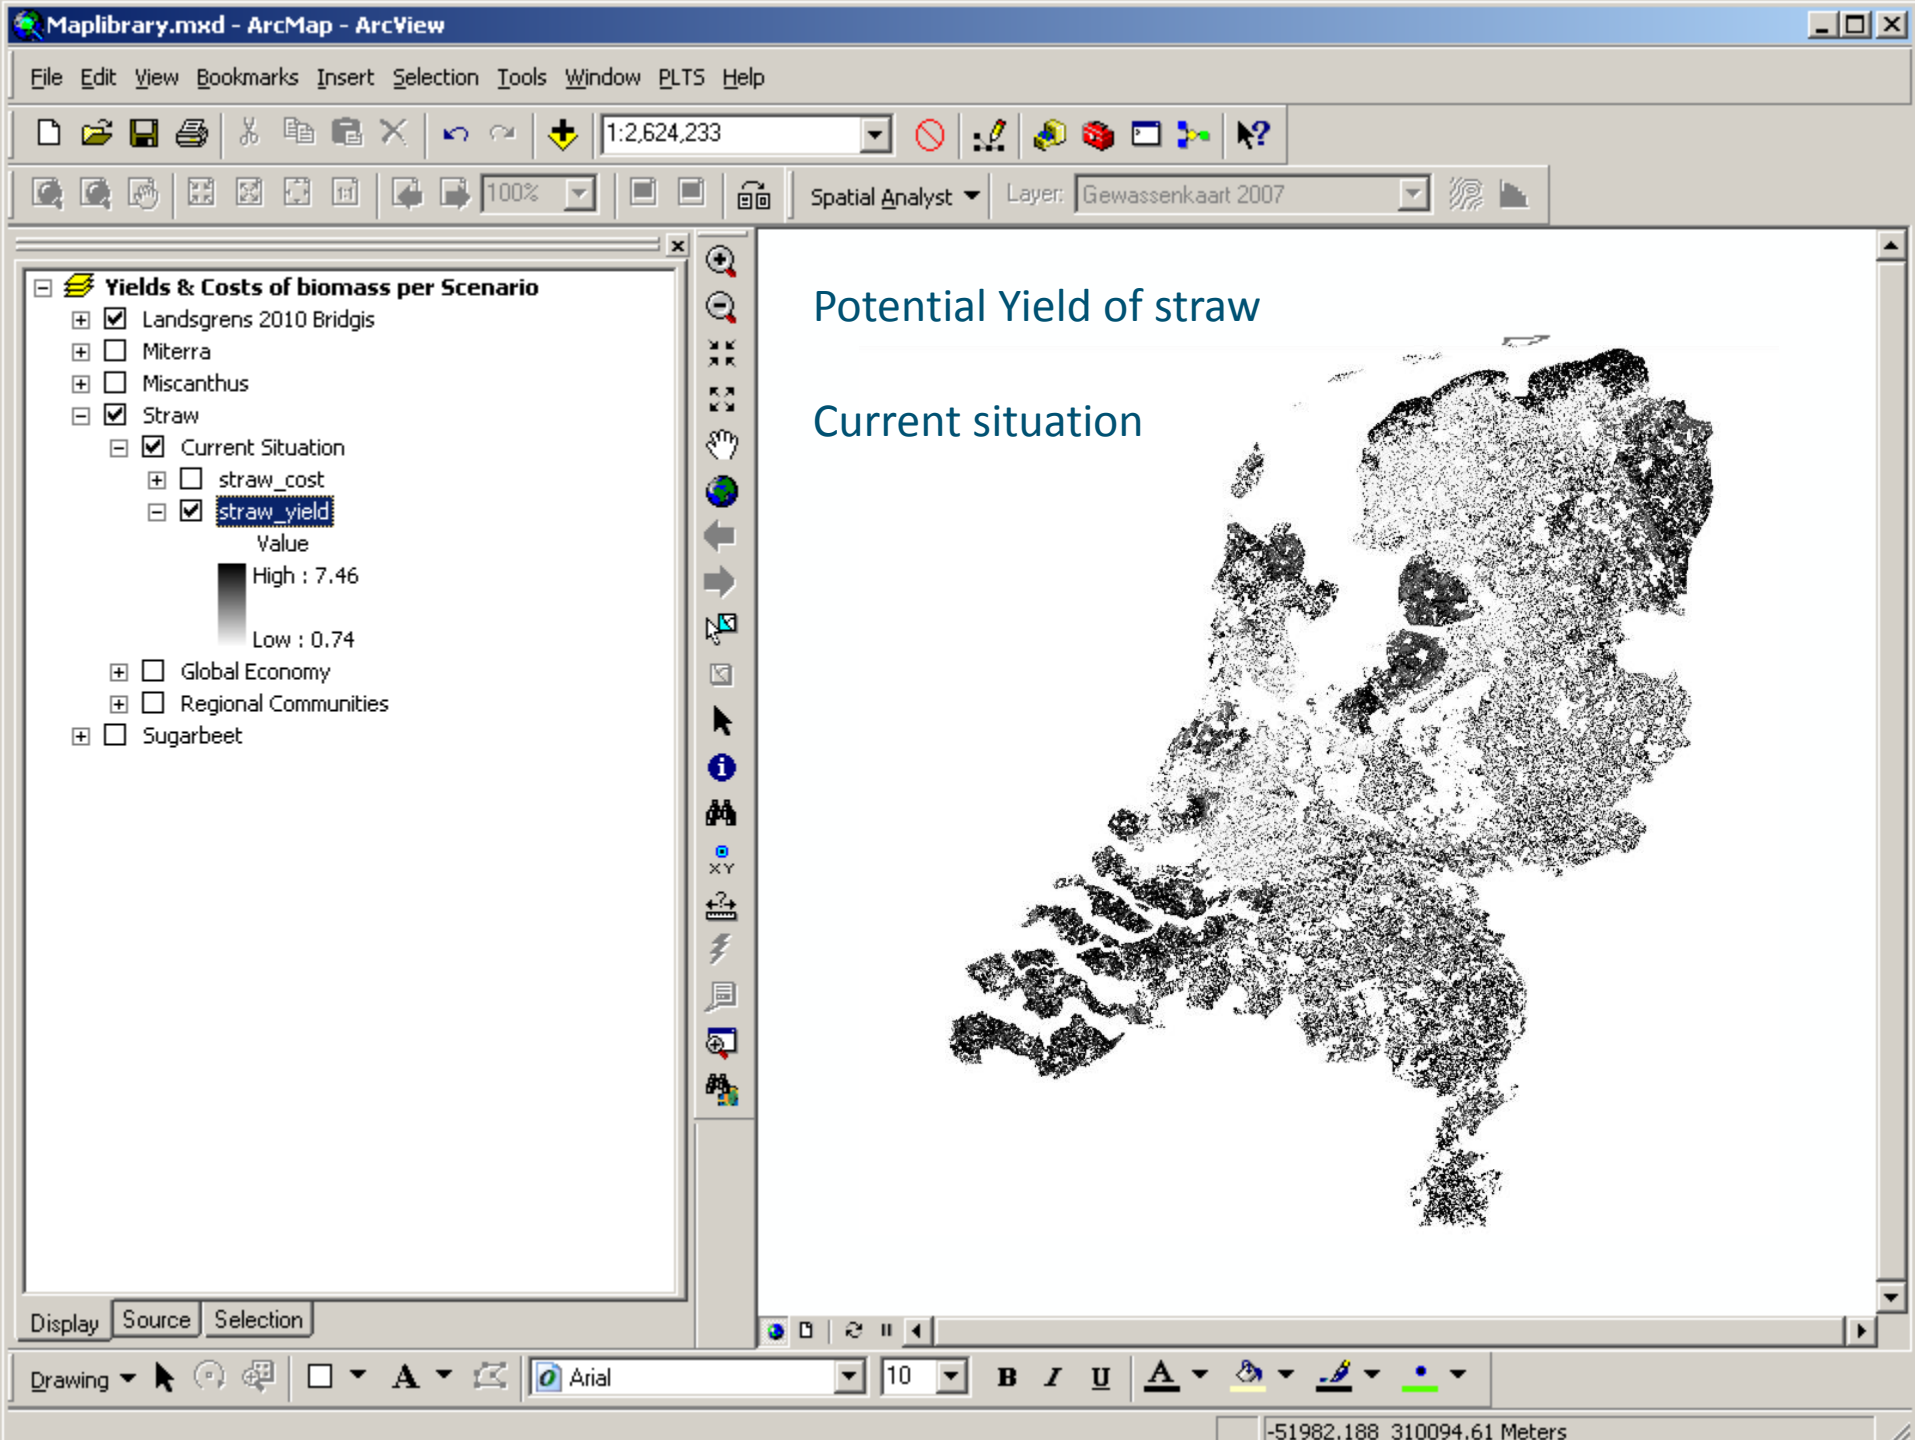 Maplibrary.mxd - ArcMap - ArcView
File Edit View Bookmarks Insert Selection Tools Window PLTS Help
1:2,624,233
1:1 100% Spatial Analyst Layer: Gewassenkaart 2007
Yields & Costs of biomass per Scenario
Landsgrens 2010 Bridgis
Miterra
Miscanthus
Straw
Current Situation
straw_cost
straw_yield
Value
High : 7.46
Low : 0.74
Global Economy
Regional Communities
Sugarbeet
XY
Potential Yield of straw
Current situation
Display Source Selection
Drawing A Arial 10 B I U A
-51982.188 310094.61 Meters